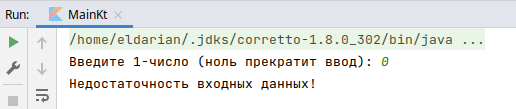 Run: MainKt ×
/home/eldarian/.jdks/corretto-1.8.0_302/bin/java ...
Введите 1-число (ноль прекратит ввод): 0
Недостаточность входных данных!